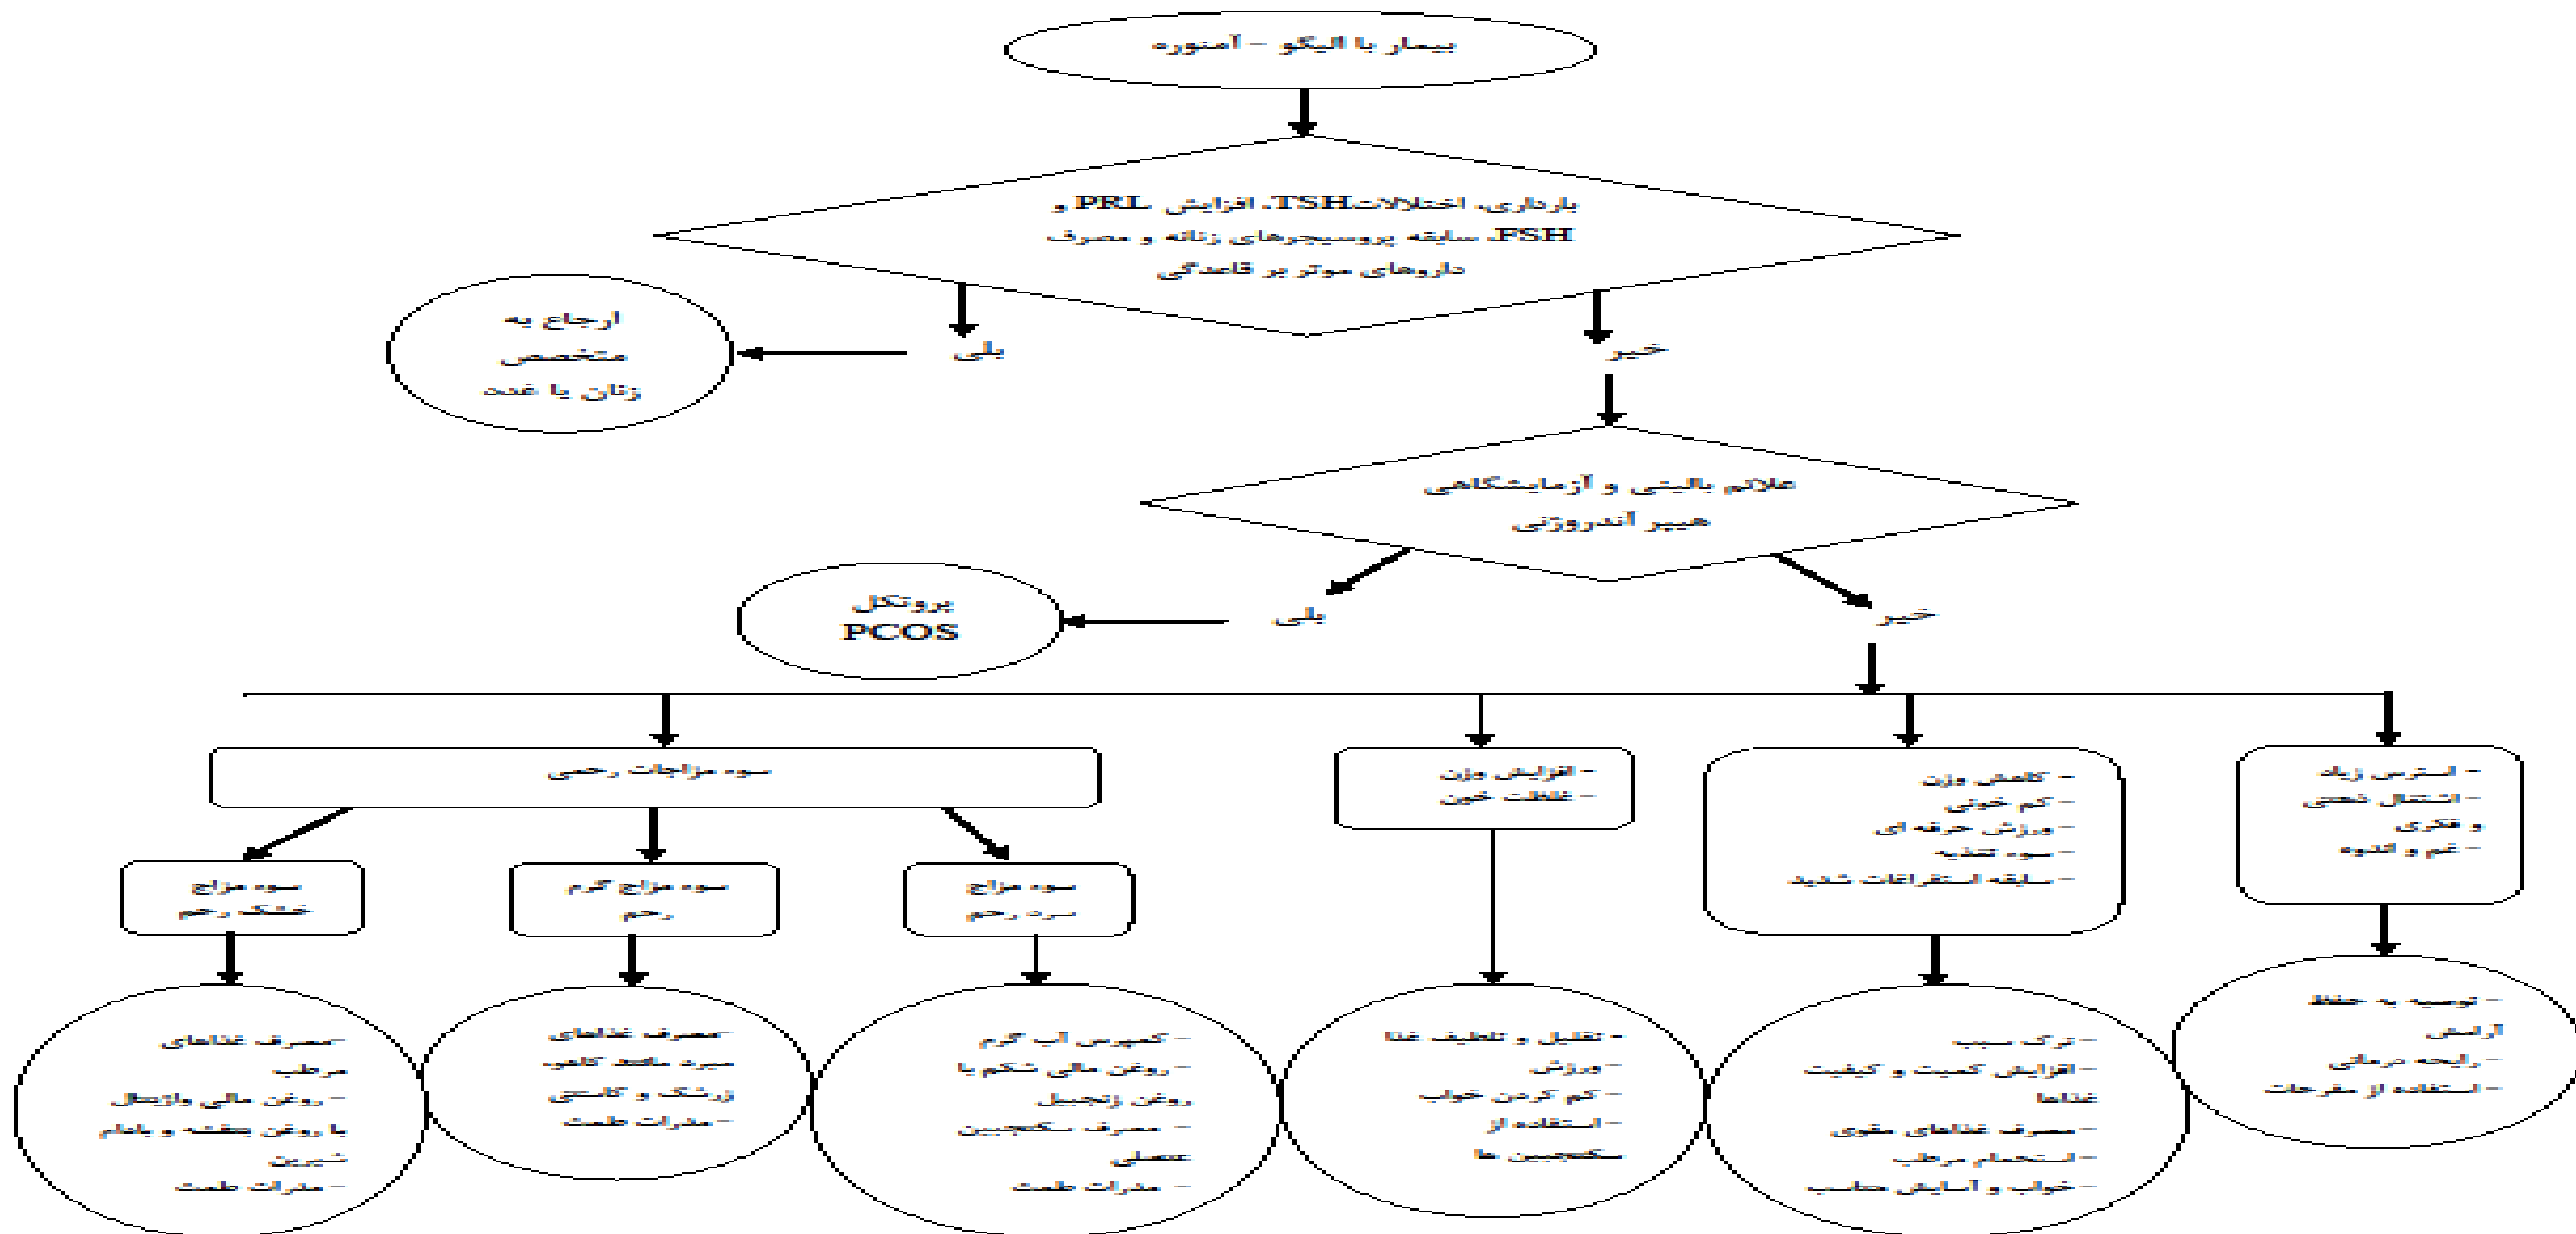 بیمار با الیگو - آمنوره
بارداری، اختلالات TSH، افزایش PRL و
FSH، سابقه پروسیجرهای زنانه و مصرف
داروهای موثر بر قاعدگی
بلی
خیر
ارجاع به
متخصص
زنان یا غدد
علائم بالینی و آزمایشگاهی
هیپر آندروژنی
بلی
خیر
پروتکل
PCOS
- استرس زیاد
- اشتغال ذهنی
و فکری
- غم و اندوه
- کاهش وزن
- کم خونی
- ورزش حرفه ای
- سوء تغذیه
- سابقه استفراغات شدید
- افزایش وزن
- غلظت خون
سوء مزاجات رحمی
سوء مزاج
سرد رحم
سوء مزاج گرم
رحم
سوء مزاج
خشک رحم
- توصیه به حفظ
آرامش
- رایحه درمانی
- استفاده از مفرحات
- ترک سبب
- افزایش کمیت و کیفیت
غذاها
- مصرف غذاهای مقوی
- استحمام مرطب
- خواب و آسایش مناسب
- تقلیل و تلطیف غذا
- ورزش
- کم کردن خواب
- استفاده از
سکنجبین ها
- کمپرس آب گرم
- روغن مالی شکم با
روغن زنجبیل
- مصرف سکنجبین
عنصلی
- مدرات طمث
-مصرف غذاهای
مبرد مانند کاهو،
زرشک و کاسنی
- مدرات طمث
-مصرف غذاهای
مرطب
- روغن مالی واژینال
با روغن بنفشه و بادام
شیرین
- مدرات طمث